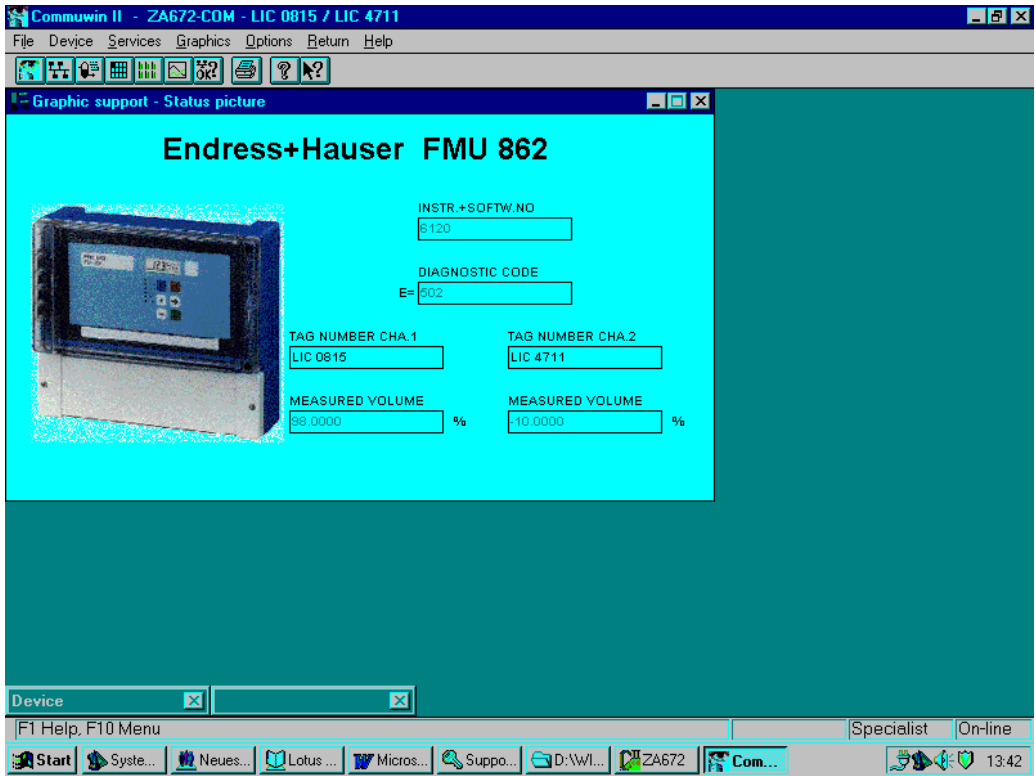 Commuwin II - ZA672-COM - LIC 0815 / LIC 4711
File Device Services Graphics Options Return Help
OK?
Graphic support - Status picture
Endress+Hauser FMU 862
INSTR.+SOFTW.NO
6120
DIAGNOSTIC CODE
E= 502
TAG NUMBER CHA.1 TAG NUMBER CHA.2
LIC 0815 LIC 4711
MEASURED VOLUME MEASURED VOLUME
98.0000 % -10.0000 %
Device
F1 Help, F10 Menu Specialist On-line
Start Syste... Neues... Lotus ... Micros... Suppo... D:\WI... ZA672 Com... 13:42